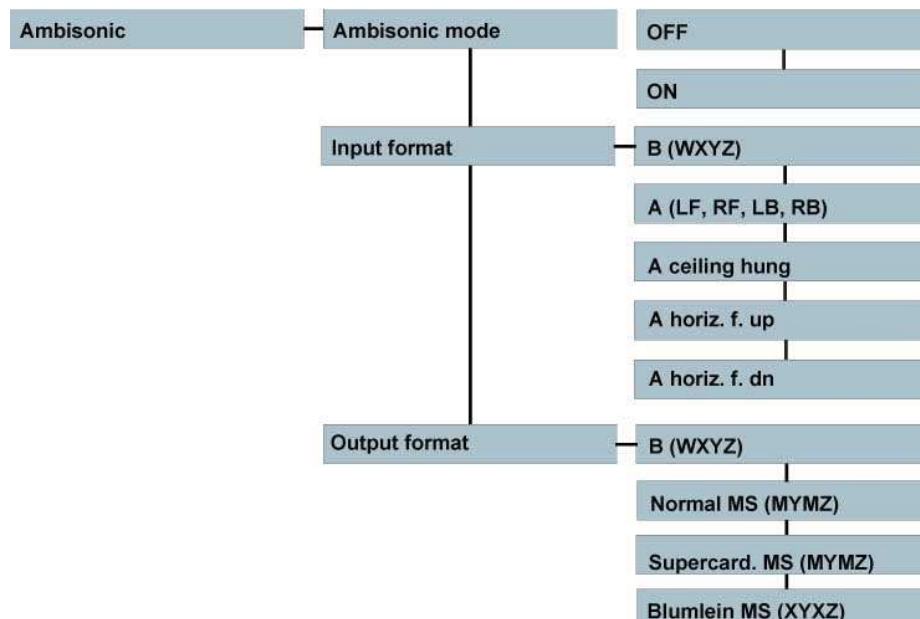 Ambisonic
Ambisonic mode
OFF
ON
Input format
B (WXYZ)
A (LF, RF, LB, RB)
A ceiling hung
A horiz. f. up
A horiz. f. dn
Output format
B (WXYZ)
Normal MS (MYMZ)
Supercard. MS (MYMZ)
Blumlein MS (XYXZ)